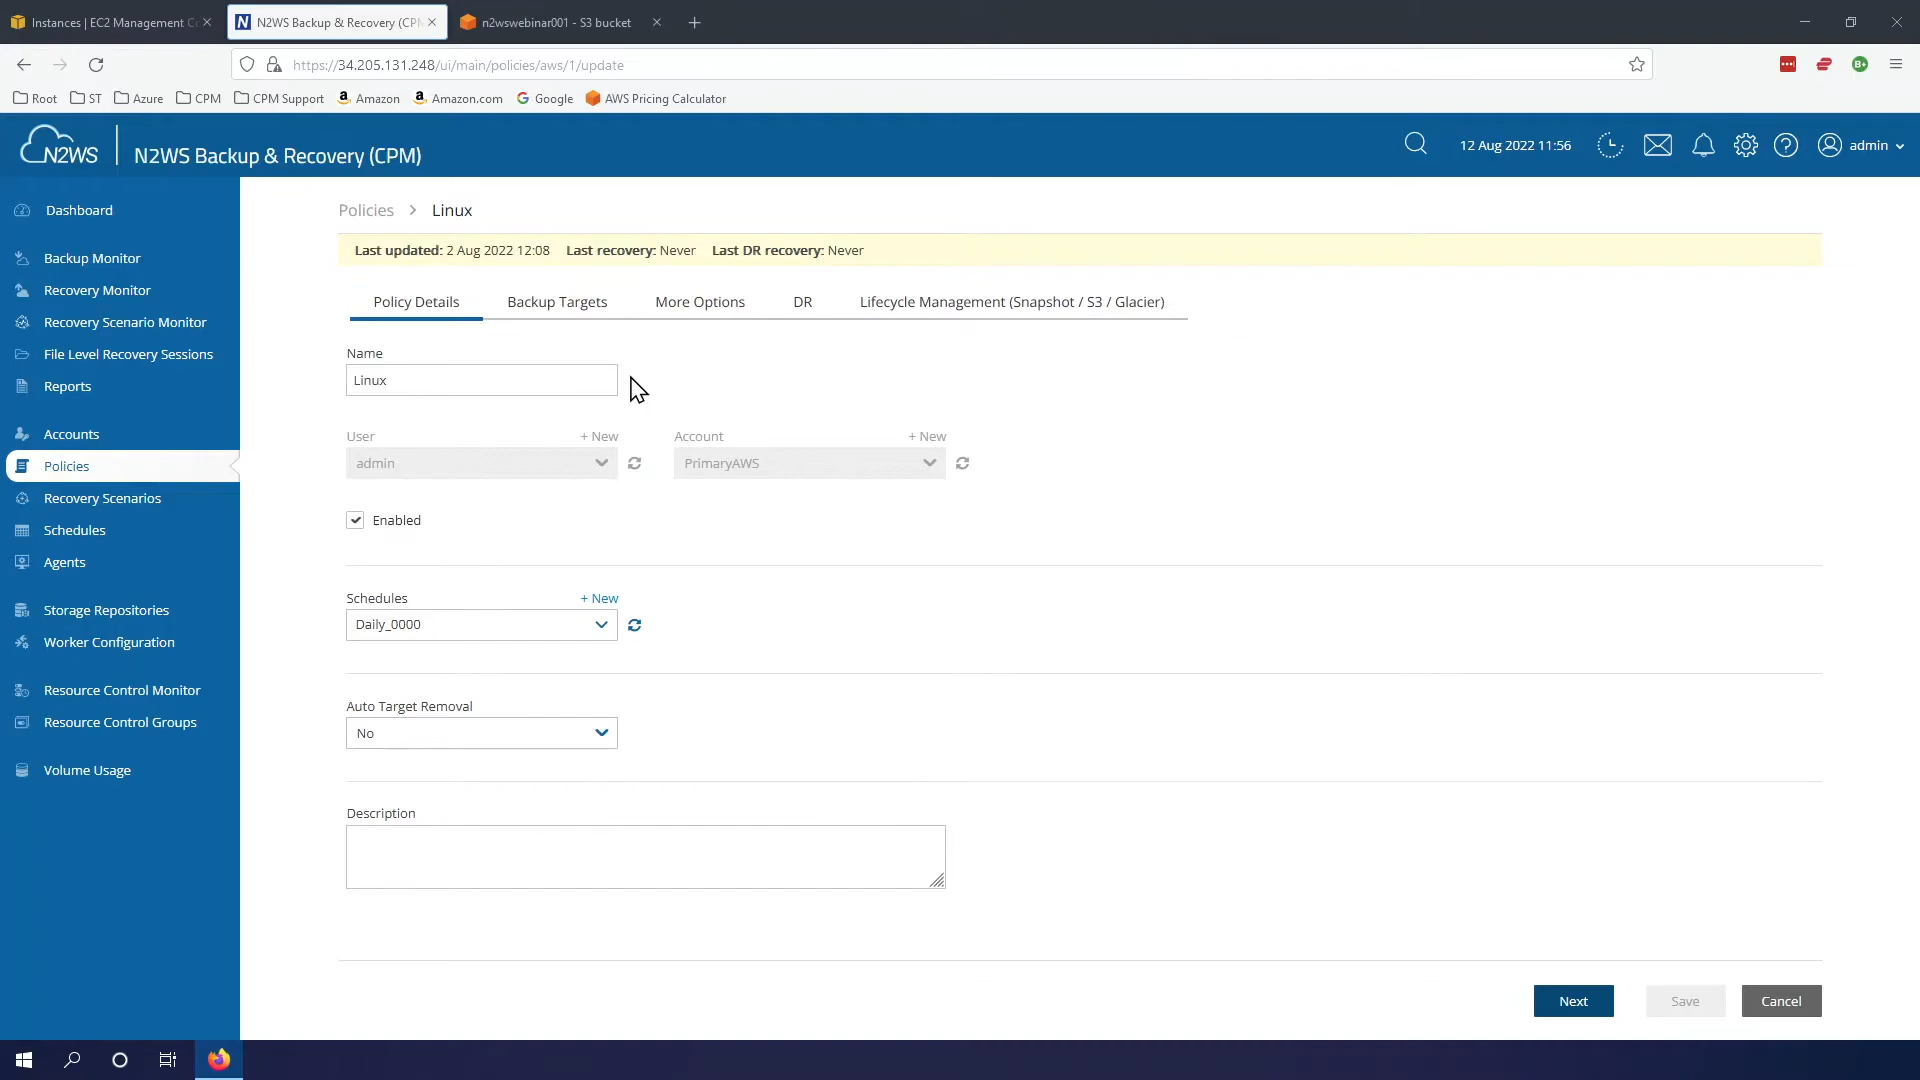 Instances | EC2 Management C
N2WS Backup & Recovery (CPM
n2wswebinar001 - S3 bucket
https://34.205.131.248/ui/main/policies/aws/1/update
Root
ST
Azure
CPM
CPM Support
Amazon
Amazon.com
Google
AWS Pricing Calculator
N2WS
N2WS Backup & Recovery (CPM)
12 Aug 2022 11:56
admin
Dashboard
Backup Monitor
Recovery Monitor
Recovery Scenario Monitor
File Level Recovery Sessions
Reports
Accounts
Policies
Recovery Scenarios
Schedules
Agents
Storage Repositories
Worker Configuration
Resource Control Monitor
Resource Control Groups
Volume Usage
Policies > Linux
Last updated: 2 Aug 2022 12:08 Last recovery: Never Last DR recovery: Never
Policy Details
Backup Targets
More Options
DR
Lifecycle Management (Snapshot / S3 / Glacier)
Name
Linux
User + New
admin
Account + New
PrimaryAWS
Enabled
Schedules + New
Daily_0000
Auto Target Removal
No
Description
Next
Save
Cancel